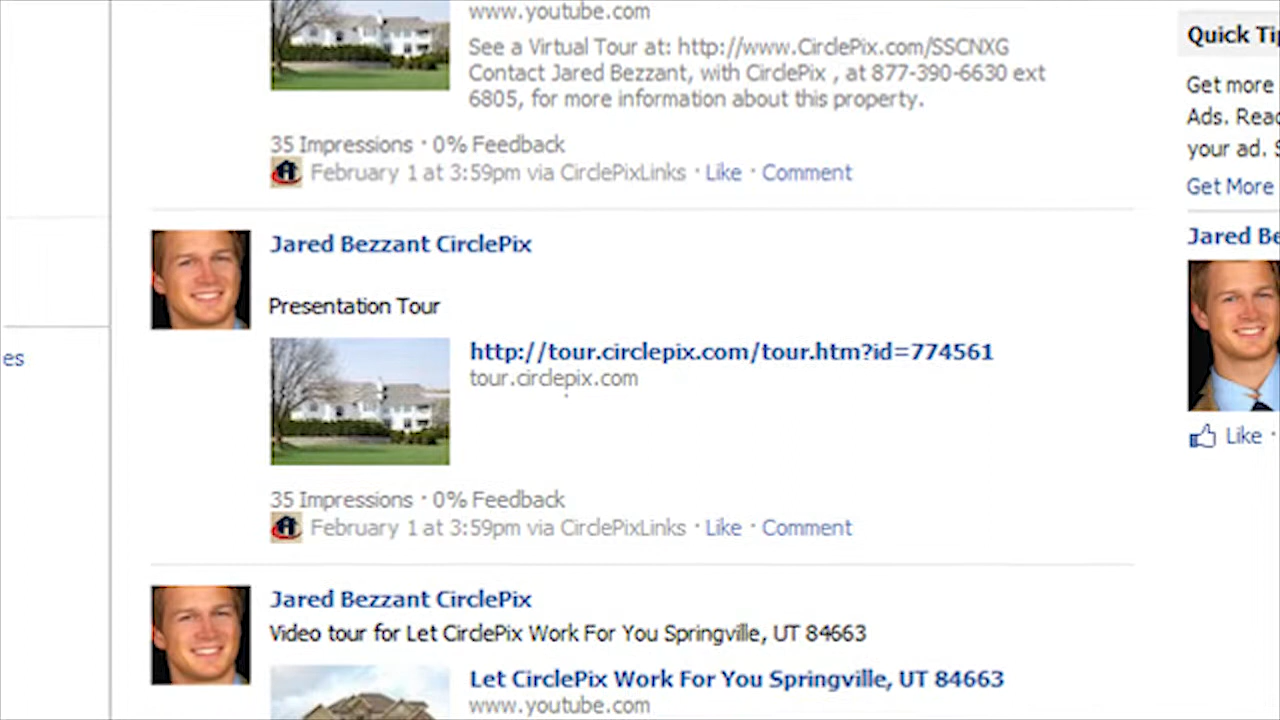 www.youtube.com
See a Virtual Tour at: http://www.CirclePix.com/SSCNXG
Contact Jared Bezzant, with CirclePix , at 877-390-6630 ext
6805, for more information about this property.
35 Impressions · 0% Feedback
February 1 at 3:59pm via CirclePixLinks · Like · Comment
Jared Bezzant CirclePix
Presentation Tour
http://tour.circlepix.com/tour.htm?id=774561
tour.circlepix.com
35 Impressions · 0% Feedback
February 1 at 3:59pm via CirclePixLinks · Like · Comment
Jared Bezzant CirclePix
Video tour for Let CirclePix Work For You Springville, UT 84663
Let CirclePix Work For You Springville, UT 84663
www.youtube.com
es
Quick Tip
Get more
Ads. Read
your ad. S
Get More
Jared Be
Like ·